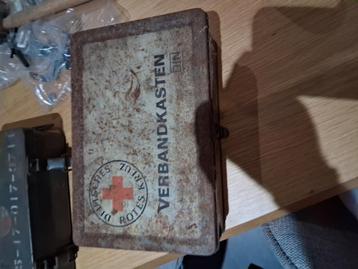 VERBANDKASTEN
DIN
DEUTSCHES
ROTES KREUZ